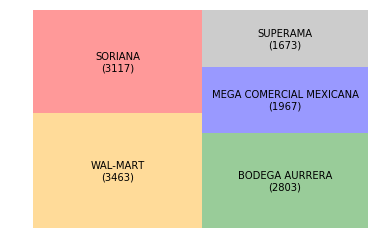 SORIANA
(3117)
WAL-MART
(3463)
SUPERAMA
(1673)
MEGA COMERCIAL MEXICANA
(1967)
BODEGA AURRERA
(2803)